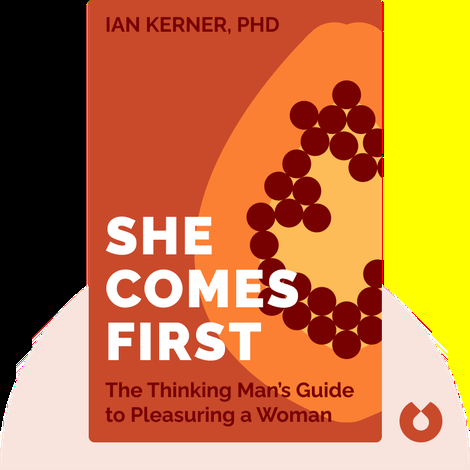 IAN KERNER, PHD
SHE
COMES
FIRST
The Thinking Man's Guide
to Pleasuring a Woman